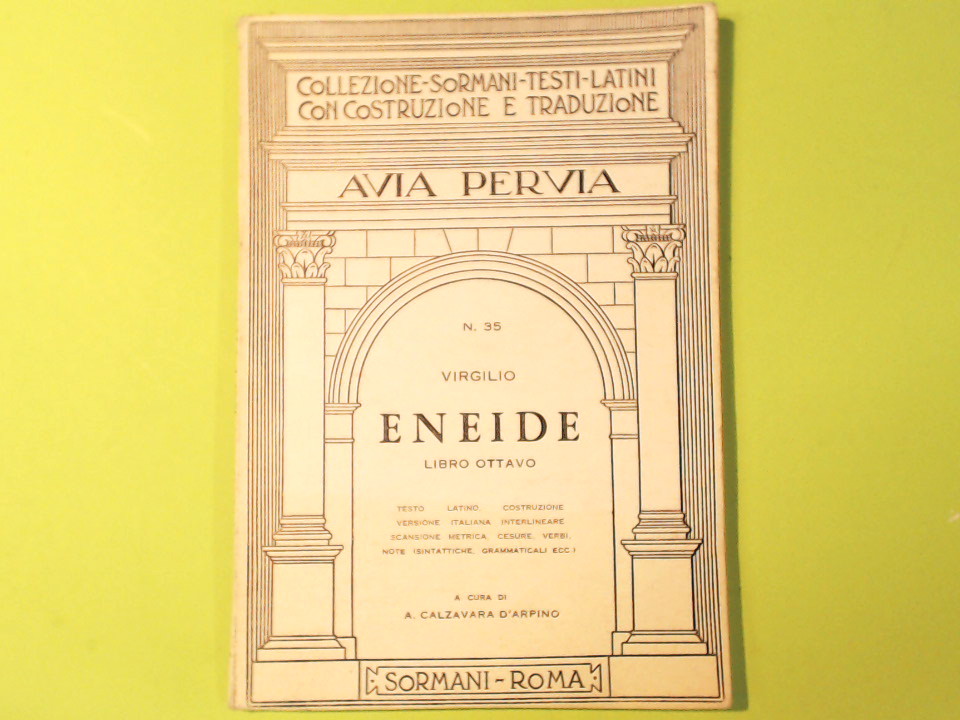 COLLEZIONE-SORMANI-TESTI-LATINI
CON COSTRUZIONE E TRADUZIONE
AVIA PERVIA
N. 35
VIRGILIO
ENEIDE
LIBRO OTTAVO
TESTO LATINO, COSTRUZIONE
VERSIONE ITALIANA INTERLINEARE
SCANSIONE METRICA, CESURE, VERBI,
NOTE (SINTATTICHE, GRAMMATICALI ECC.)
A CURA DI
A. CALZAVARA D'ARPINO
SORMANI-ROMA